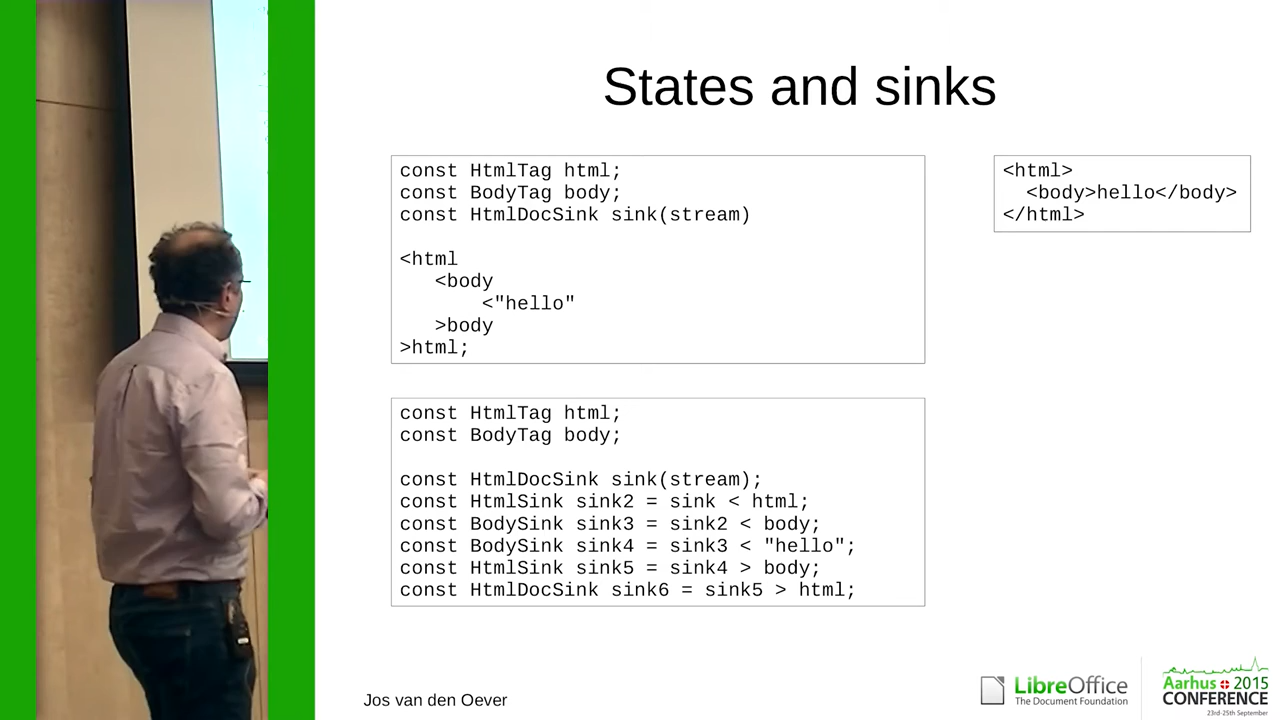 States and sinks
const HtmlTag html;
const BodyTag body;
const HtmlDocSink sink(stream)
<html
<body
<"hello"
>body
>html;
<html>
<body>hello</body>
</html>
const HtmlTag html;
const BodyTag body;
const HtmlDocSink sink(stream);
const HtmlSink sink2 = sink < html;
const BodySink sink3 = sink2 < body;
const BodySink sink4 = sink3 < "hello";
const HtmlSink sink5 = sink4 > body;
const HtmlDocSink sink6 = sink5 > html;
Jos van den Oever
LibreOffice
The Document Foundation
Aarhus 2015
CONFERENCE
23rd-25th September